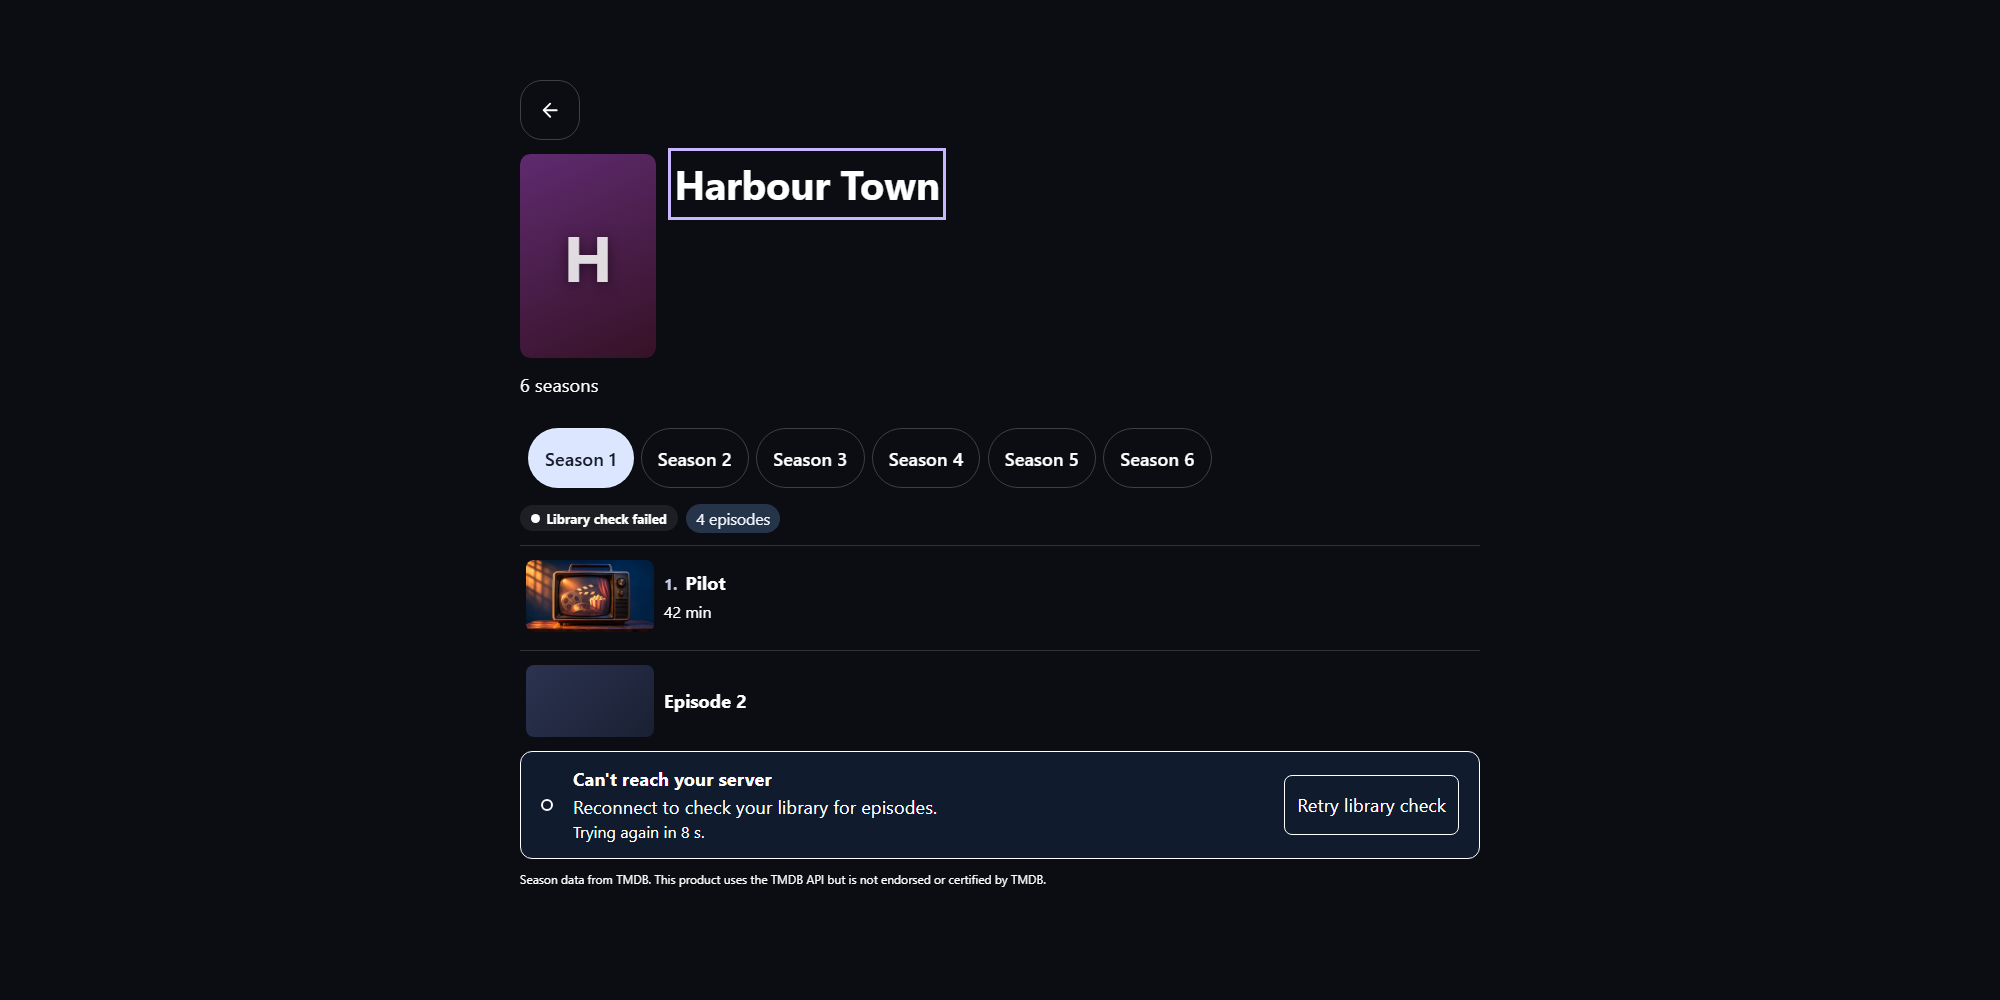 Harbour Town
H
6 seasons
Season 1 Season 2 Season 3 Season 4 Season 5 Season 6
Library check failed 4 episodes
1. Pilot
42 min
Episode 2
Can't reach your server
Reconnect to check your library for episodes.
Trying again in 8 s.
Retry library check
Season data from TMDB. This product uses the TMDB API but is not endorsed or certified by TMDB.